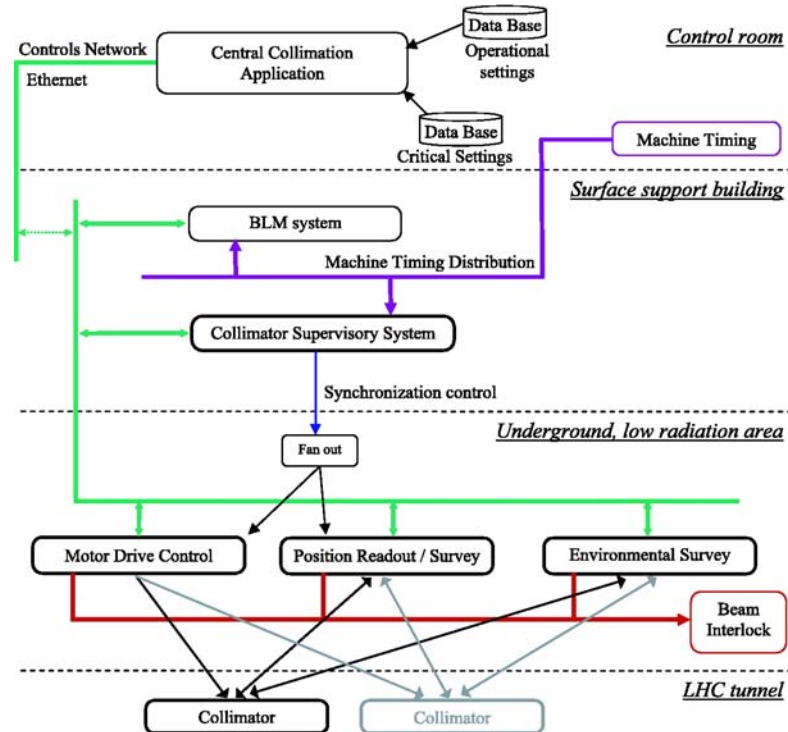 Controls Network
Ethernet
Central Collimation
Application
Data Base
Operational
settings
Control room
Data Base
Critical Settings
Machine Timing
Surface support building
BLM system
Machine Timing Distribution
Collimator Supervisory System
Synchronization control
Underground, low radiation area
Fan out
Motor Drive Control
Position Readout / Survey
Environmental Survey
Beam
Interlock
LHC tunnel
Collimator
Collimator